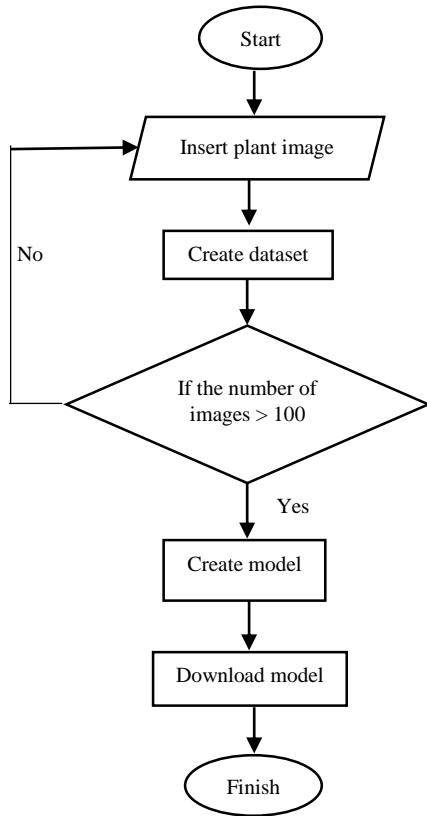 Start
Insert plant image
No
Create dataset
If the number of
images > 100
Yes
Create model
Download model
Finish